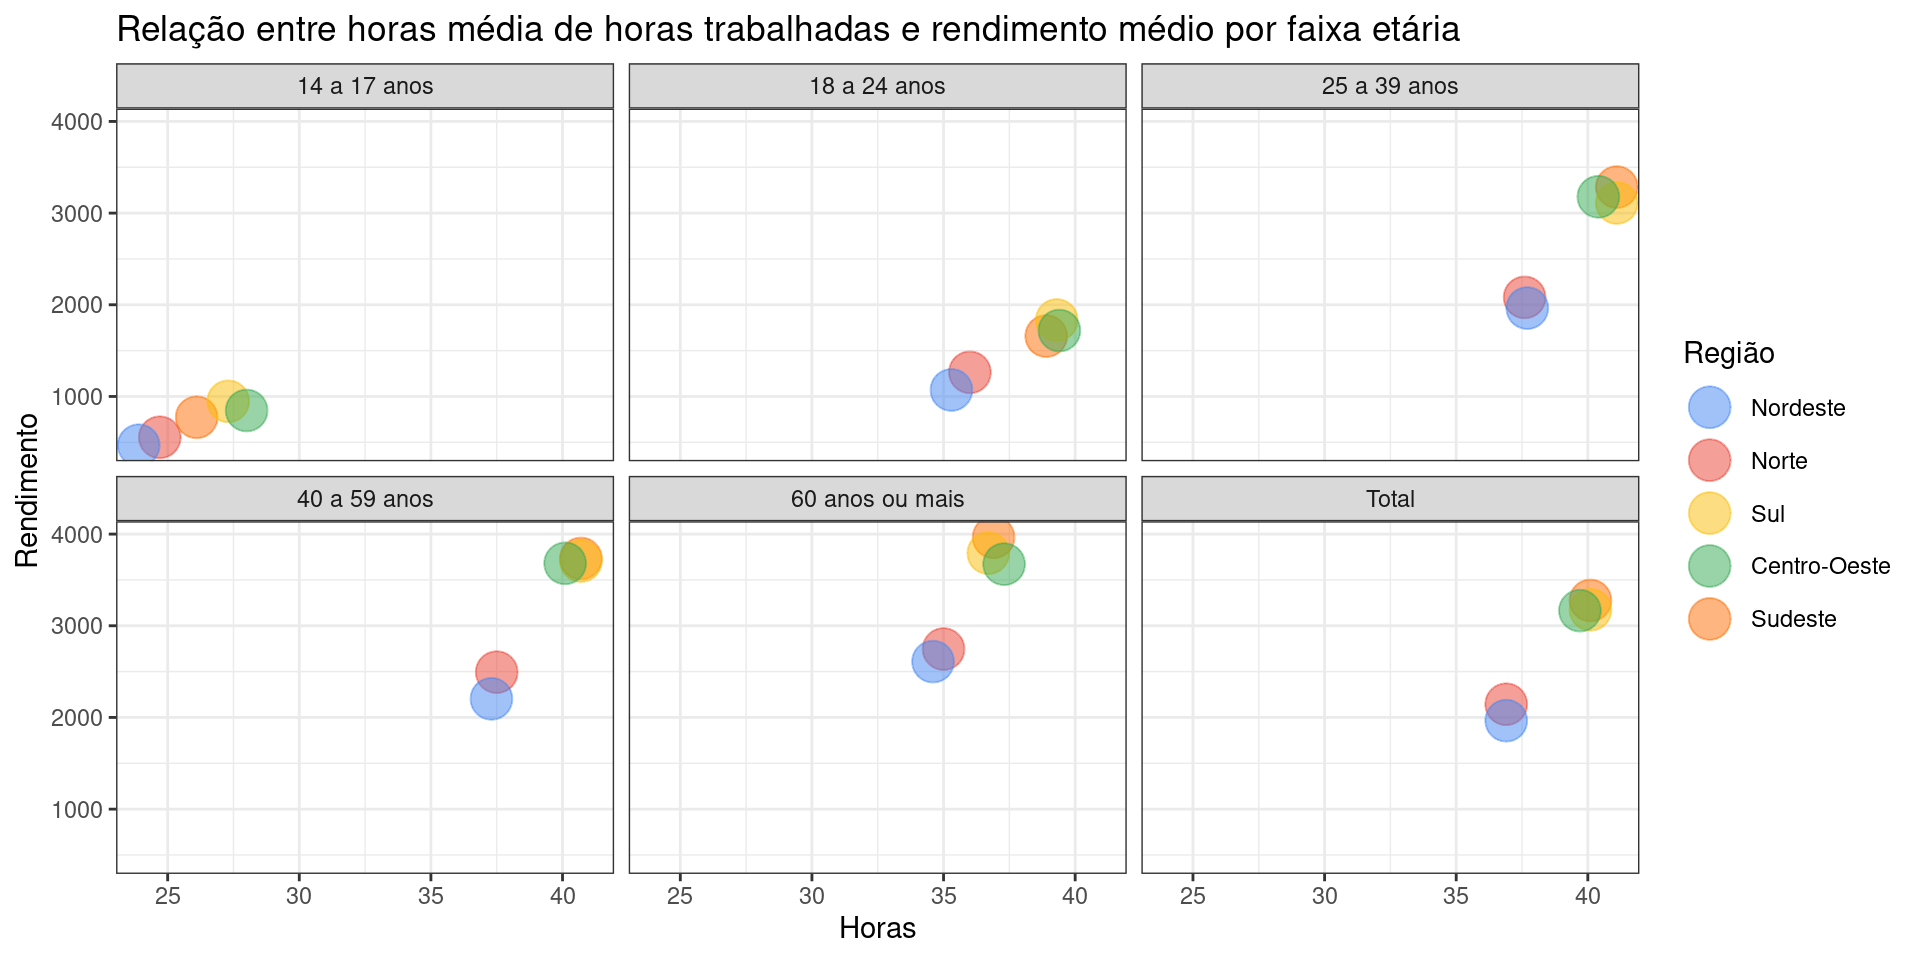 Relação entre horas média de horas trabalhadas e rendimento médio por faixa etária
14 a 17 anos
18 a 24 anos
25 a 39 anos
4000
3000
2000
1000
40 a 59 anos
60 anos ou mais
Total
4000
3000
2000
1000
25
30
35
40
25
30
35
40
25
30
35
40
Horas
Rendimento
Região
Nordeste
Norte
Sul
Centro-Oeste
Sudeste